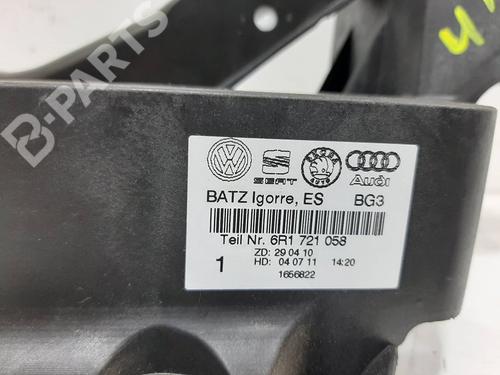 B-PARTS
SEAT
SKODA
AUTO
Audi
BATZ Igorre, ES BG3
Teil Nr. 6R1 721 058
ZD: 29 04 10
1
HD: 04 07 11 14:20
1656822